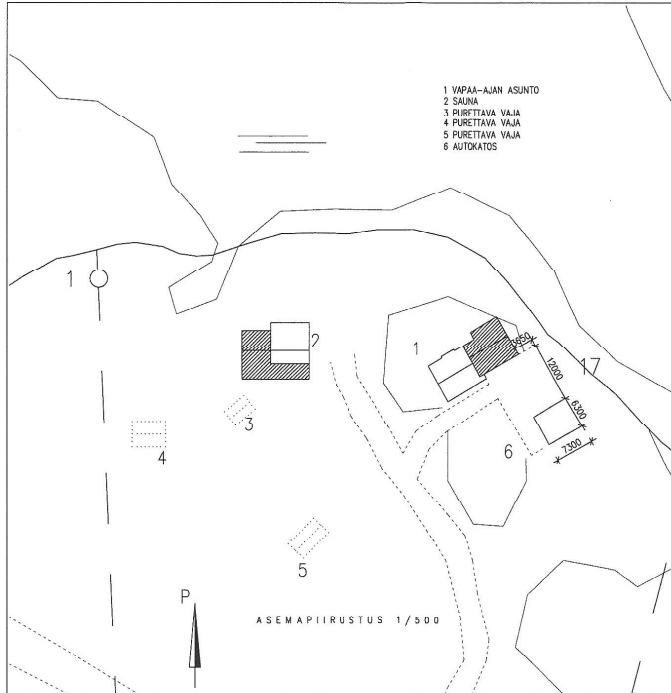 1 VAPAA-AJAN ASUNTO
2 SAUNA
3 PURETTAVA VAJA
4 PURETTAVA VAJA
5 PURETTAVA VAJA
6 AUTOKATOS
1
2
1
3650
12000
17
6300
7300
3
4
6
5
P
ASEMAPIIRUSTUS 1/500